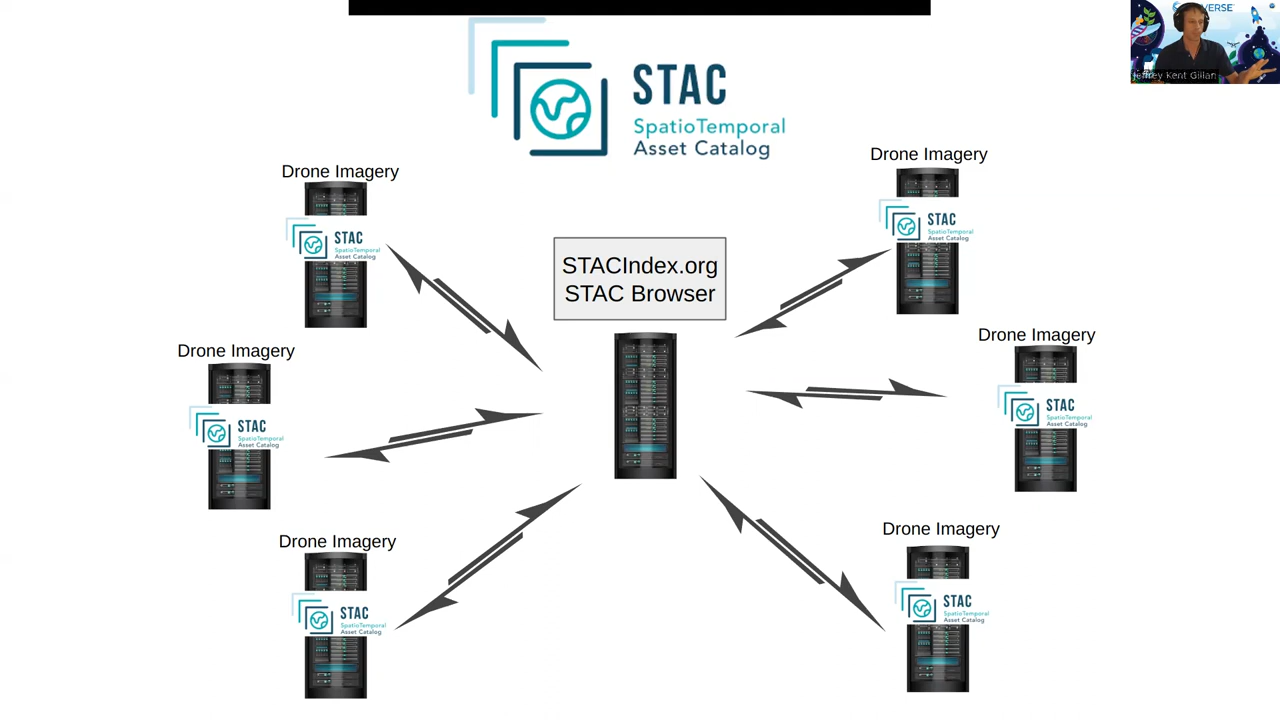 STAC
SpatioTemporal
Asset Catalog
VERSE
Jeffrey Kent Gillan
Drone Imagery
STAC
SpatioTemporal
Asset Catalog
Drone Imagery
STAC
SpatioTemporal
Asset Catalog
STACIndex.org
STAC Browser
Drone Imagery
STAC
SpatioTemporal
Asset Catalog
Drone Imagery
STAC
SpatioTemporal
Asset Catalog
Drone Imagery
STAC
SpatioTemporal
Asset Catalog
Drone Imagery
STAC
SpatioTemporal
Asset Catalog